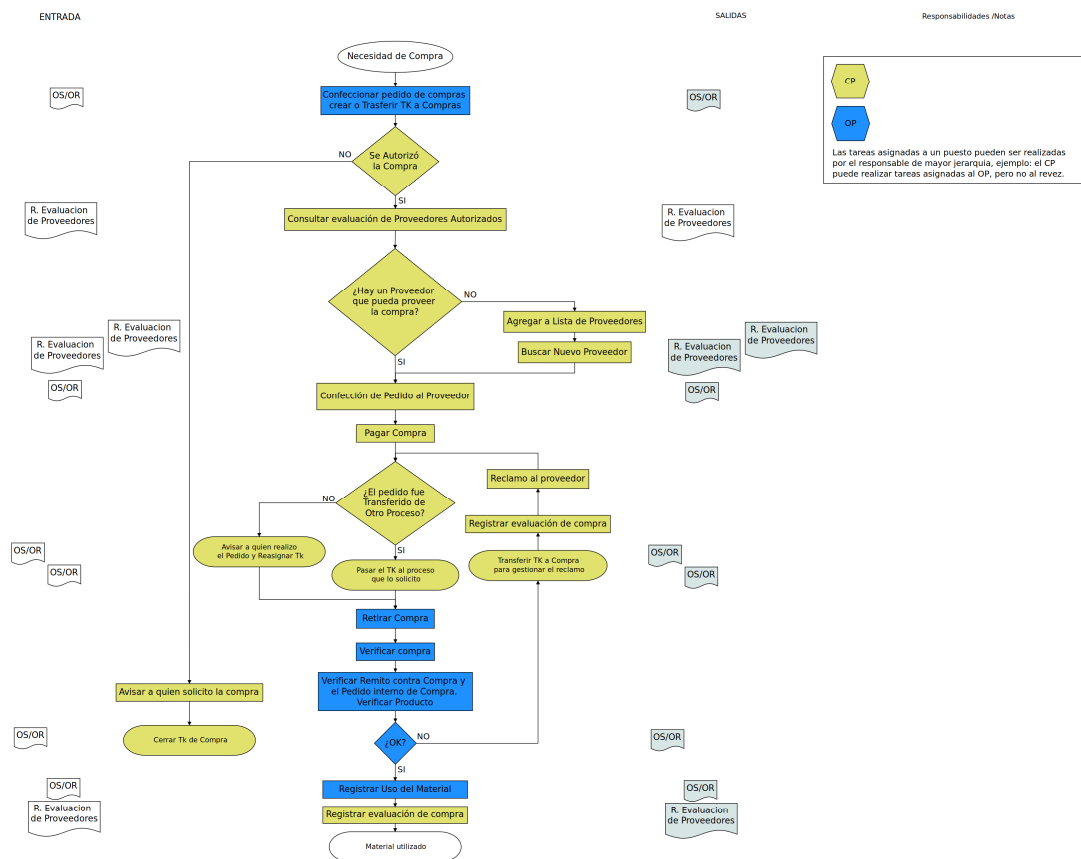 ENTRADA
SALIDAS
Responsabilidades /Notas
Necesidad de Compra
CP
OS/OR
Confeccionar pedido de compras
crear o Trasferir TK a Compras
OS/OR
OP
NO
Se Autorizó
la Compra
Las tareas asignadas a un puesto pueden ser realizadas
por el responsable de mayor jerarquia, ejemplo: el CP
puede realizar tareas asignadas al OP, pero no al revez.
SI
R. Evaluacion
de Proveedores
Consultar evaluación de Proveedores Autorizados
R. Evaluacion
de Proveedores
¿Hay un Proveedor
que pueda proveer
la compra?
NO
Agregar a Lista de Proveedores
Buscar Nuevo Proveedor
SI
R. Evaluacion
de Proveedores
R. Evaluacion
de Proveedores
R. Evaluacion
de Proveedores
R. Evaluacion
de Proveedores
OS/OR
Confección de Pedido al Proveedor
OS/OR
Pagar Compra
¿El pedido fue
Transferido de
Otro Proceso?
NO
SI
Reclamo al proveedor
Registrar evaluación de compra
Transferir TK a Compra
para gestionar el reclamo
Avisar a quien realizo
el Pedido y Reasignar Tk
Pasar el TK al proceso
que lo solicito
OS/OR
OS/OR
OS/OR
OS/OR
Retirar Compra
Verificar compra
Verificar Remito contra Compra y
el Pedido interno de Compra.
Verificar Producto
Avisar a quien solicito la compra
Cerrar Tk de Compra
OS/OR
¿OK?
NO
OS/OR
SI
OS/OR
Registrar Uso del Material
OS/OR
R. Evaluacion
de Proveedores
Registrar evaluación de compra
R. Evaluacion
de Proveedores
Material utilizado